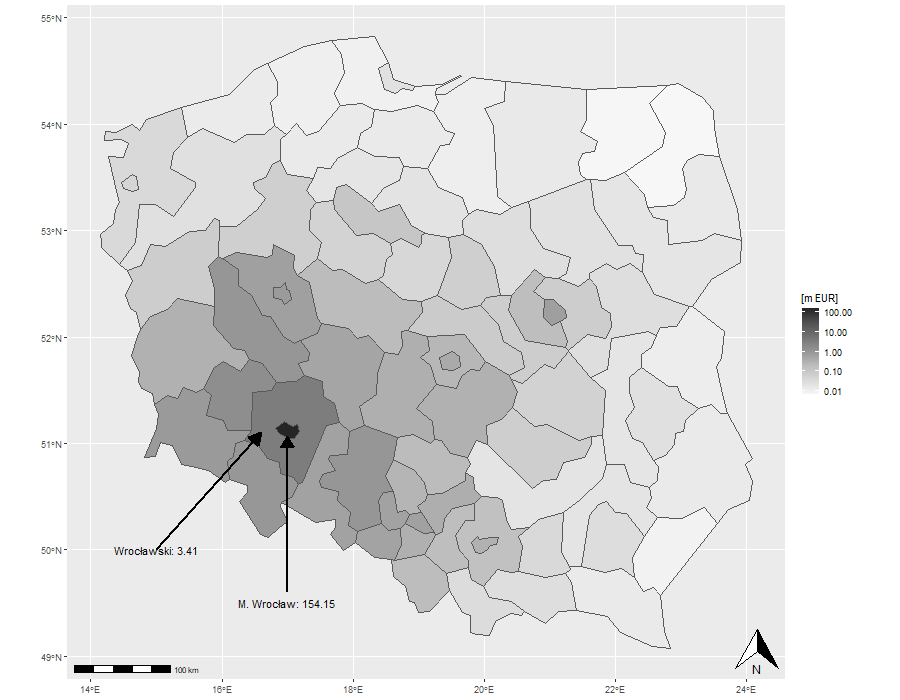 55°N
54°N
53°N
52°N
51°N
50°N
49°N
[m EUR]
100.00
10.00
1.00
0.10
0.01
Wrocławski: 3.41
M. Wrocław: 154.15
100 km
N
14°E
16°E
18°E
20°E
22°E
24°E